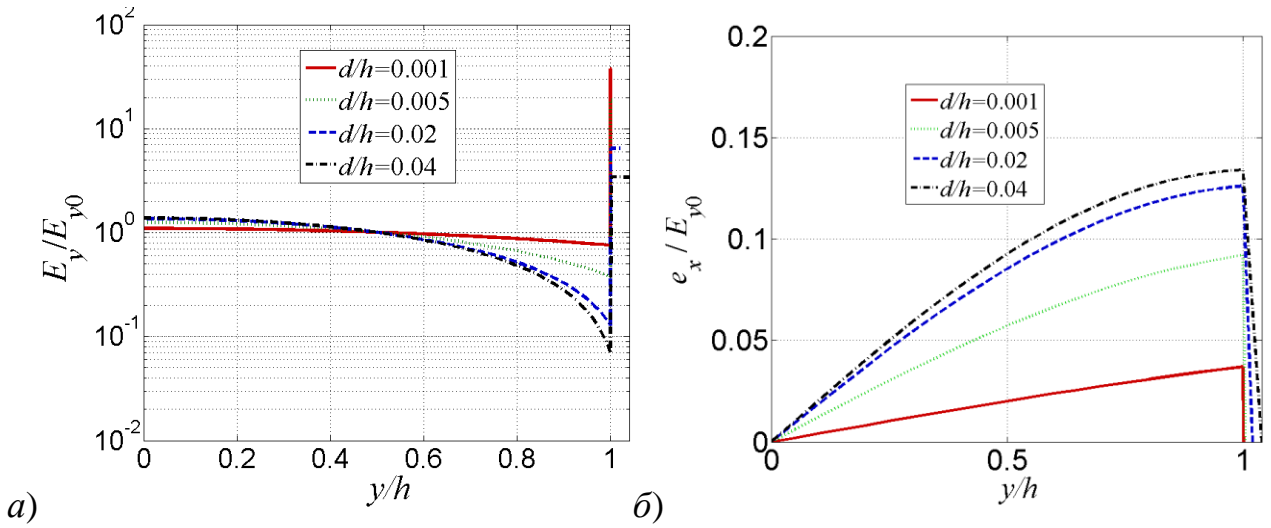 10^2
10^1
10^0
10^-1
10^-2
E_y/E_y0
d/h=0.001
d/h=0.005
d/h=0.02
d/h=0.04
0 0.2 0.4 0.6 0.8 1
y/h
а)
0.2
0.15
0.1
0.05
0
e_x / E_y0
d/h=0.001
d/h=0.005
d/h=0.02
d/h=0.04
0 0.5 1
y/h
б)